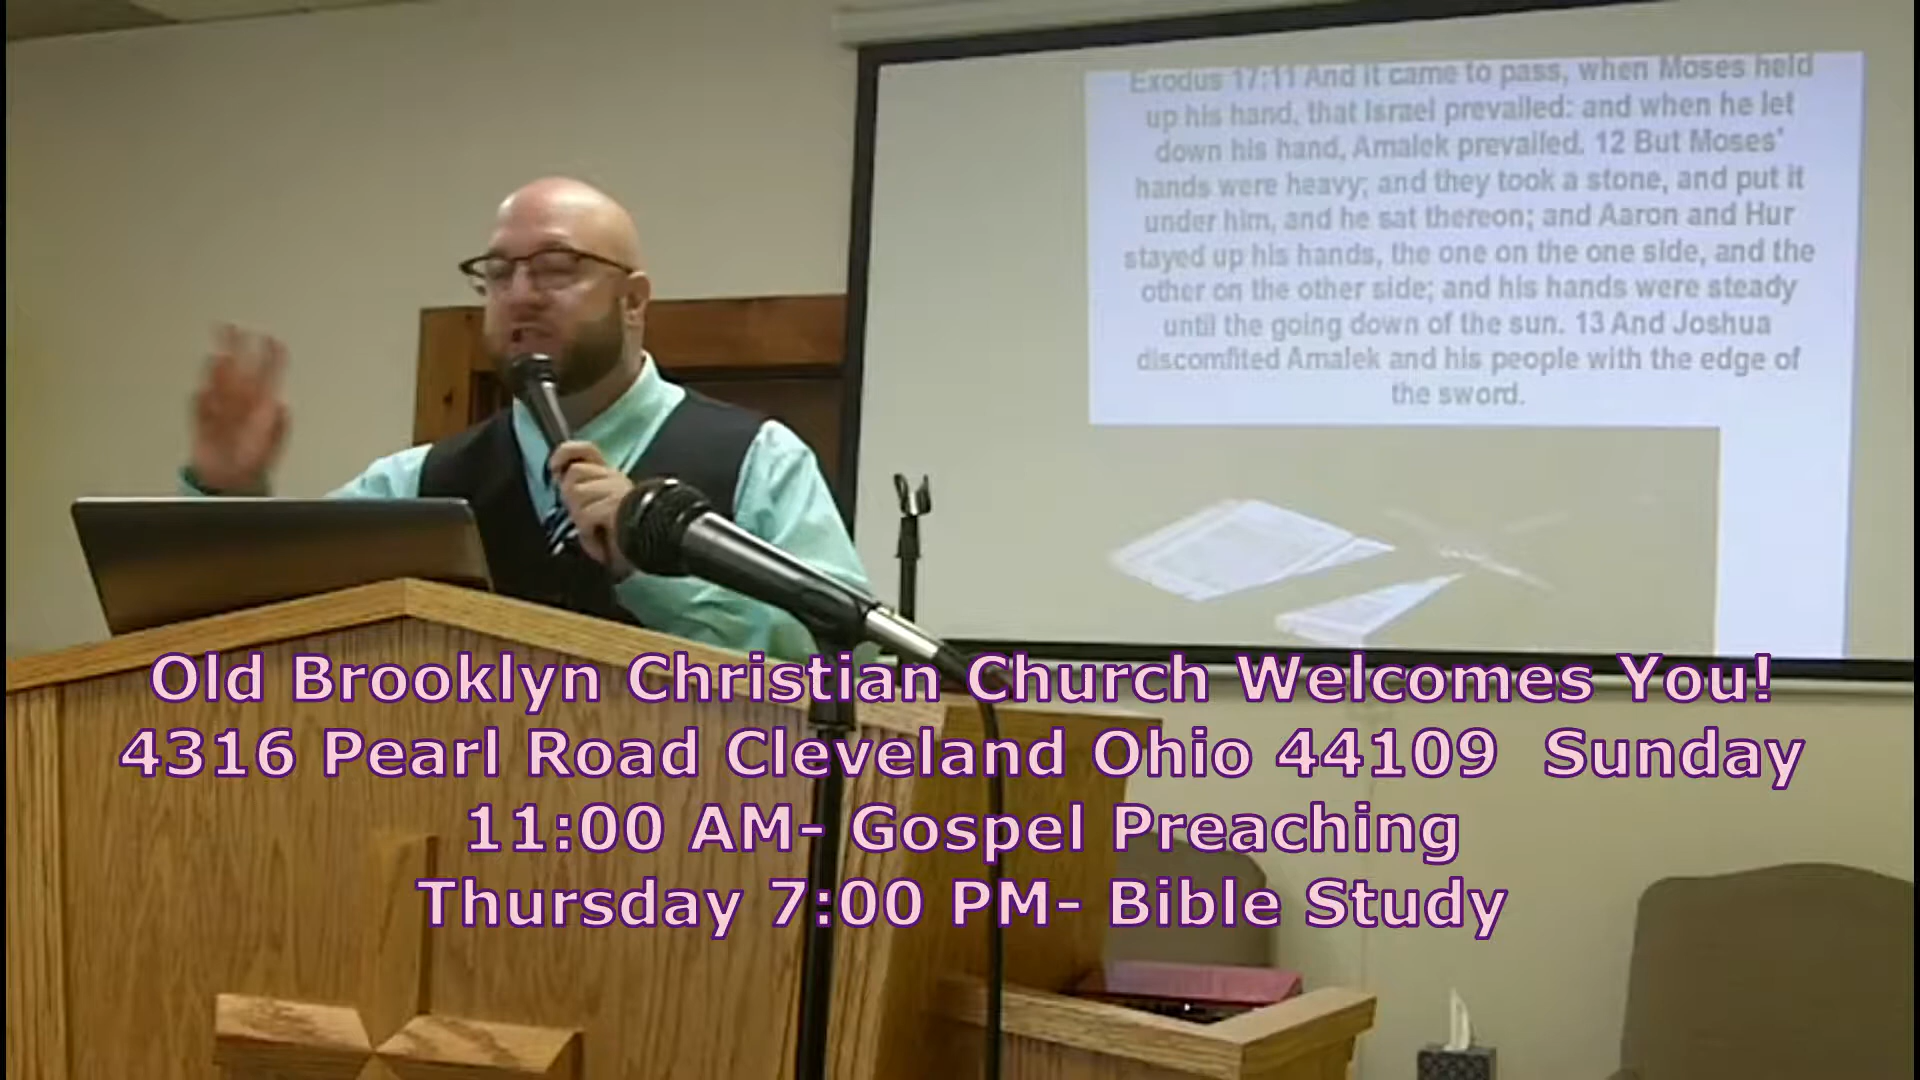 Exodus 17:11 And it came to pass, when Moses held
up his hand, that Israel prevailed: and when he let
down his hand, Amalek prevailed. 12 But Moses'
hands were heavy; and they took a stone, and put it
under him, and he sat thereon; and Aaron and Hur
stayed up his hands, the one on the one side, and the
other on the other side; and his hands were steady
until the going down of the sun. 13 And Joshua
discomfited Amalek and his people with the edge of
the sword.
Old Brooklyn Christian Church Welcomes You!
4316 Pearl Road Cleveland Ohio 44109  Sunday
11:00 AM- Gospel Preaching
Thursday 7:00 PM- Bible Study